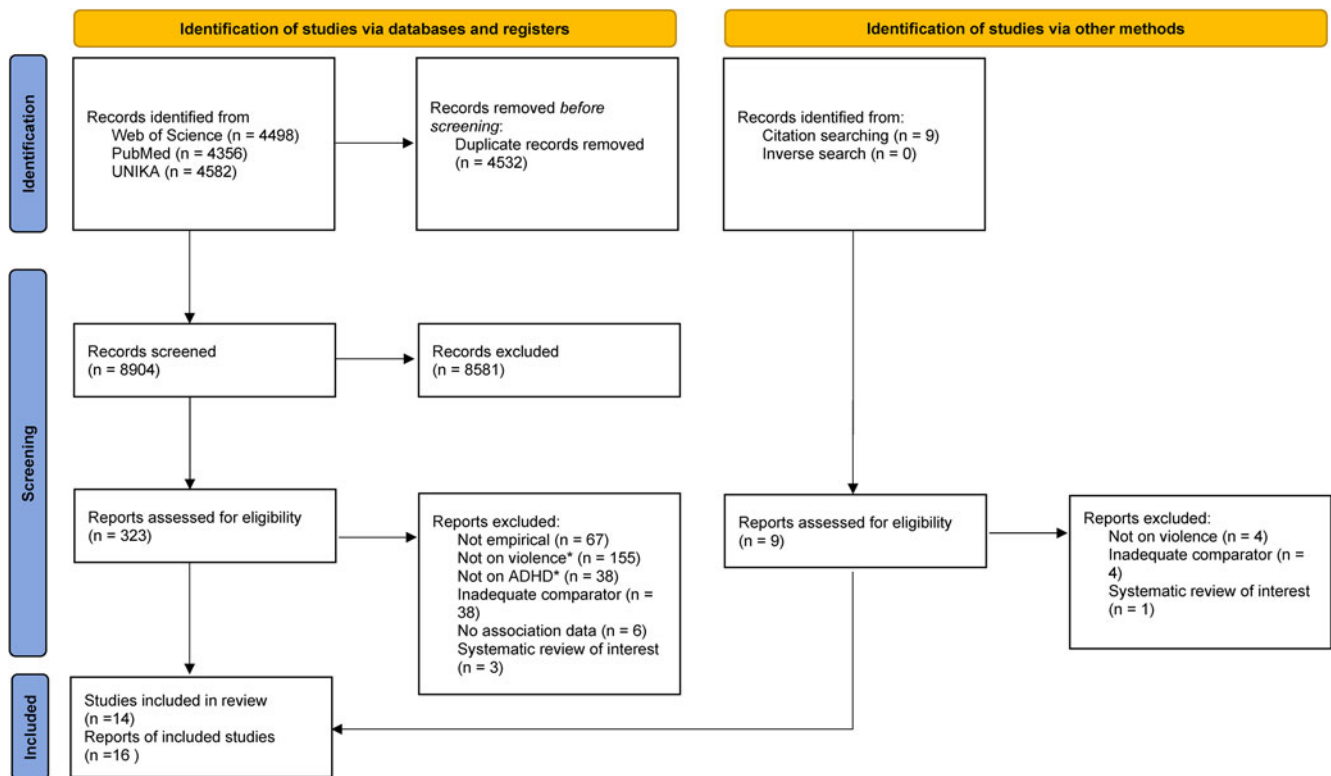 Identification of studies via databases and registers
Identification of studies via other methods
Identification
Records identified from
Web of Science (n = 4498)
PubMed (n = 4356)
UNIKA (n = 4582)
Records removed before
screening:
Duplicate records removed
(n = 4532)
Records identified from:
Citation searching (n = 9)
Inverse search (n = 0)
Screening
Records screened
(n = 8904)
Records excluded
(n = 8581)
Reports assessed for eligibility
(n = 323)
Reports excluded:
Not empirical (n = 67)
Not on violence* (n = 155)
Not on ADHD* (n = 38)
Inadequate comparator (n =
38)
No association data (n = 6)
Systematic review of interest
(n = 3)
Reports assessed for eligibility
(n = 9)
Reports excluded:
Not on violence (n = 4)
Inadequate comparator (n =
4)
Systematic review of interest
(n = 1)
Included
Studies included in review
(n =14)
Reports of included studies
(n =16 )